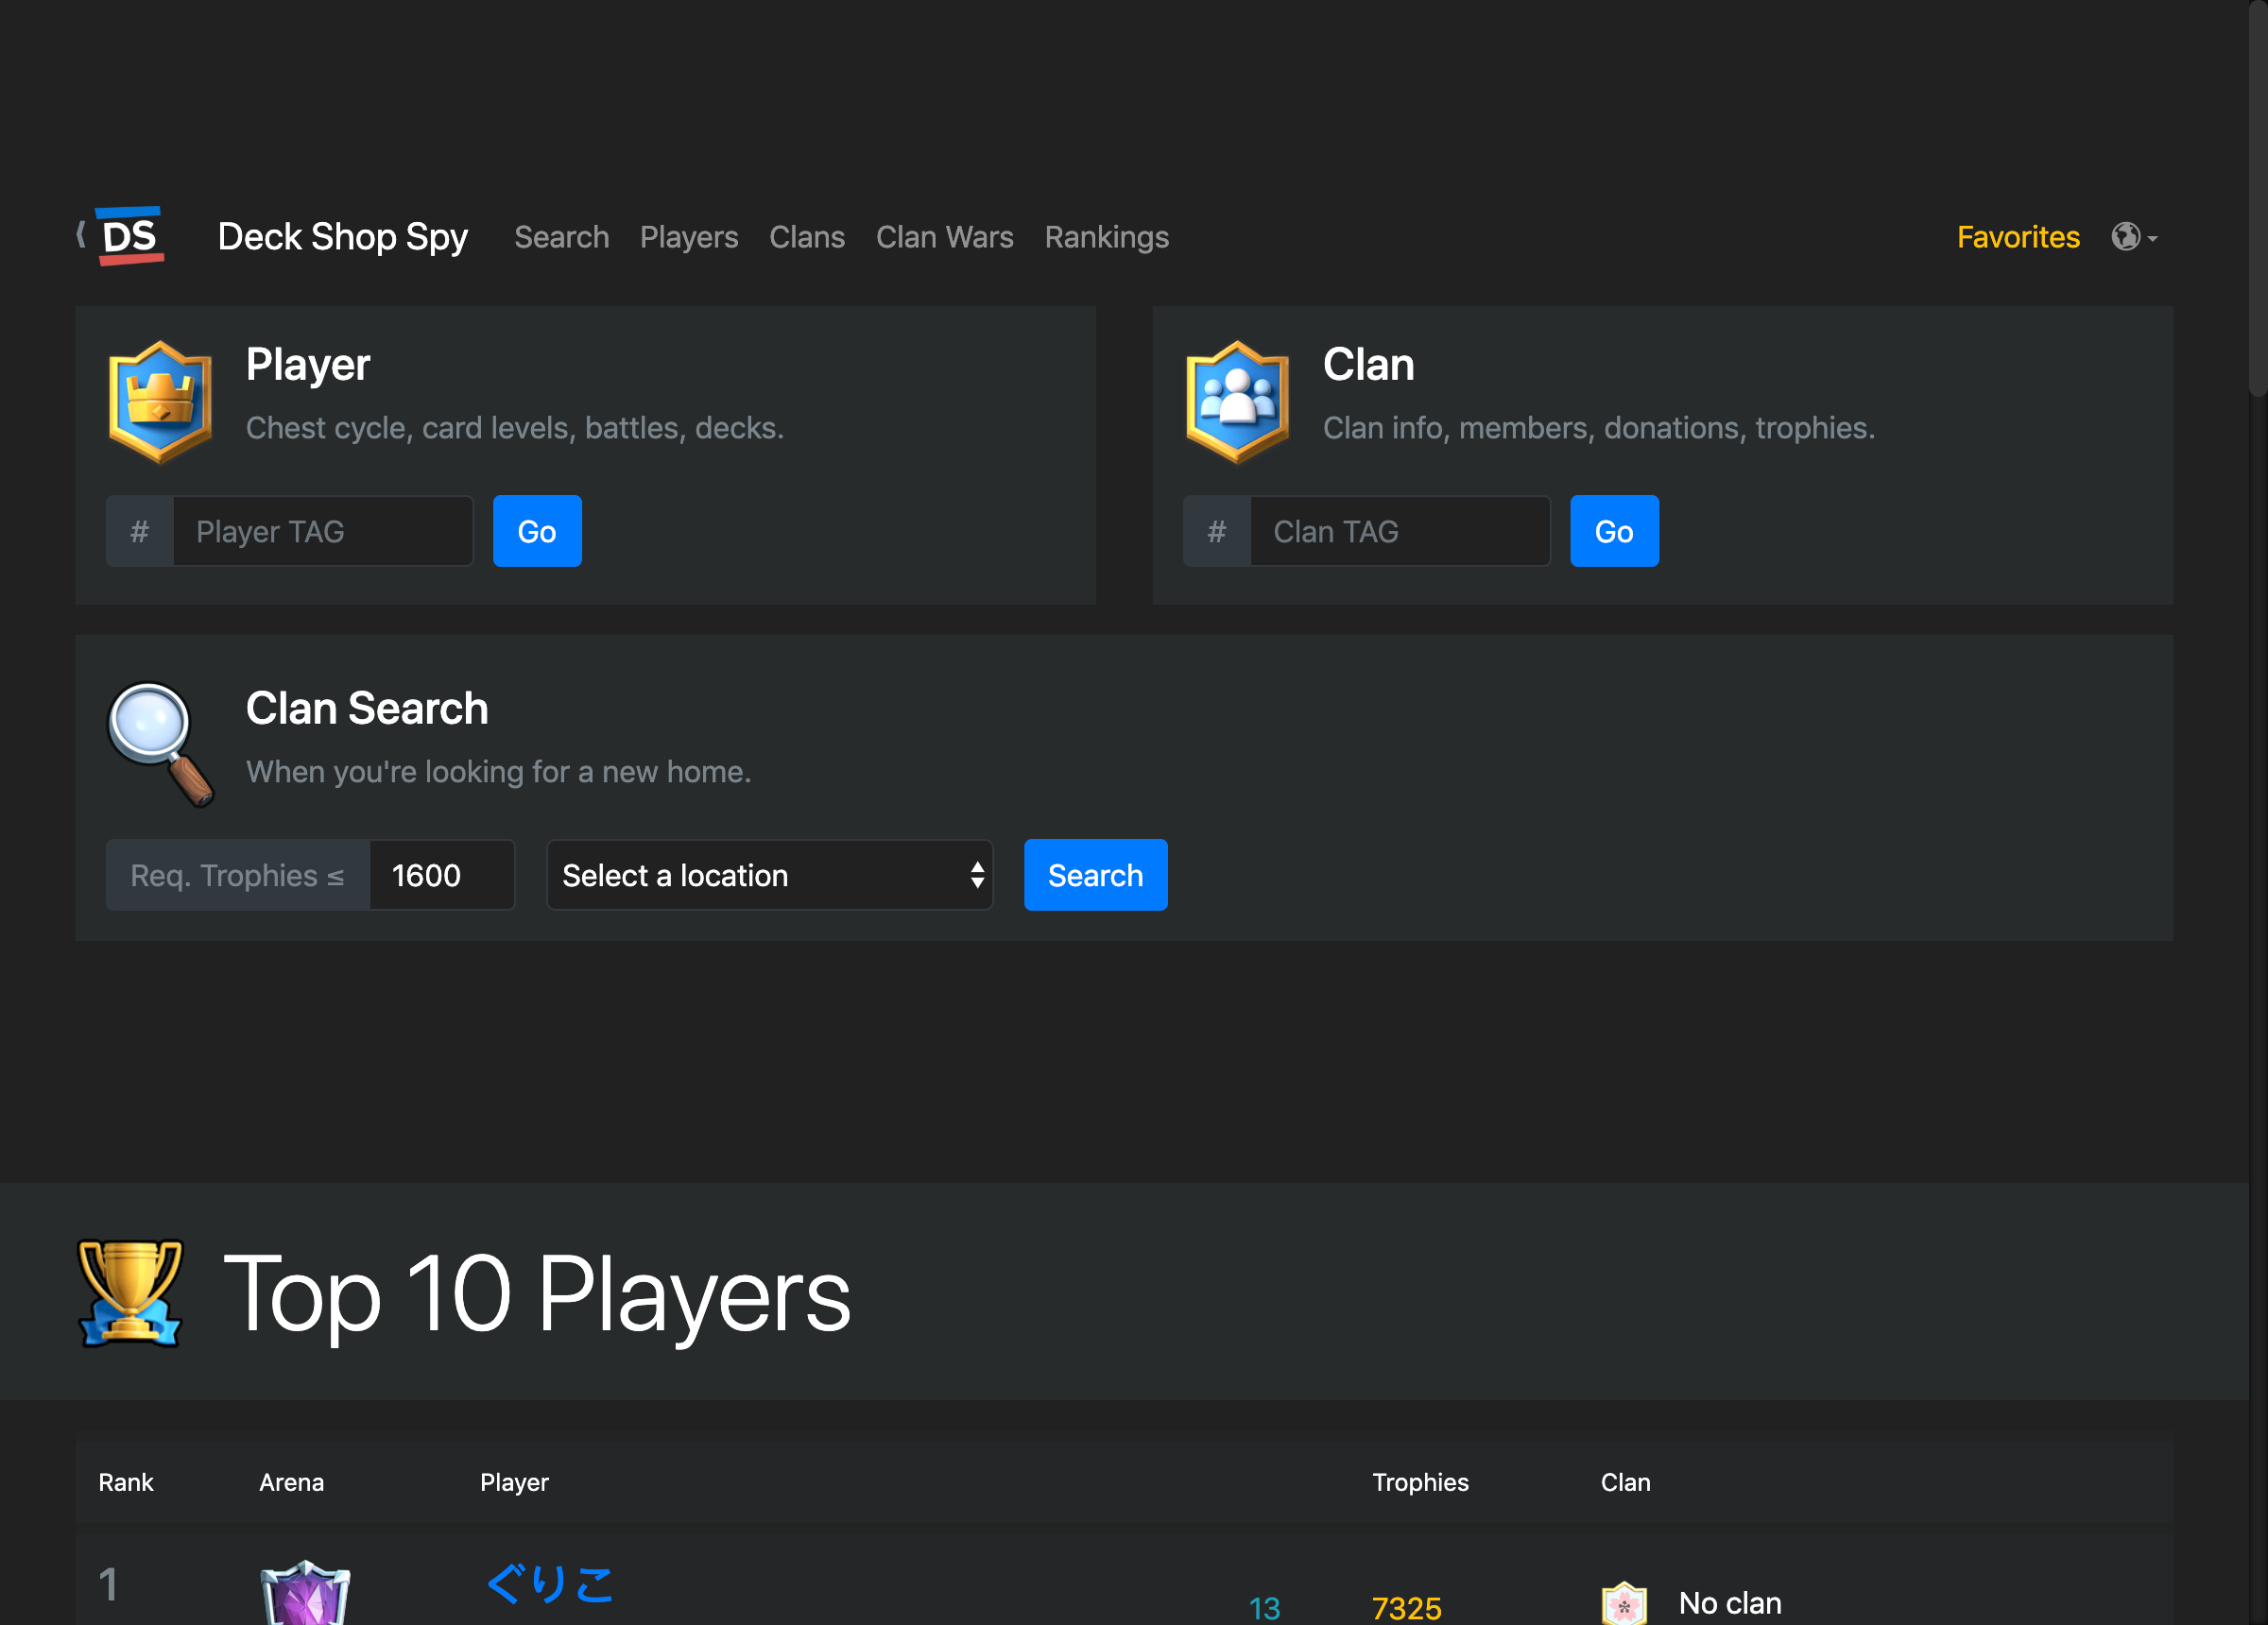 DS
Deck Shop Spy Search Players Clans Clan Wars Rankings Favorites
Player
Chest cycle, card levels, battles, decks.
# Player TAG Go
Clan
Clan info, members, donations, trophies.
# Clan TAG Go
Clan Search
When you're looking for a new home.
Req. Trophies ≤ 1600 Select a location Search
Top 10 Players
Rank Arena Player Trophies Clan
1 ぐりこ 13 7325 No clan